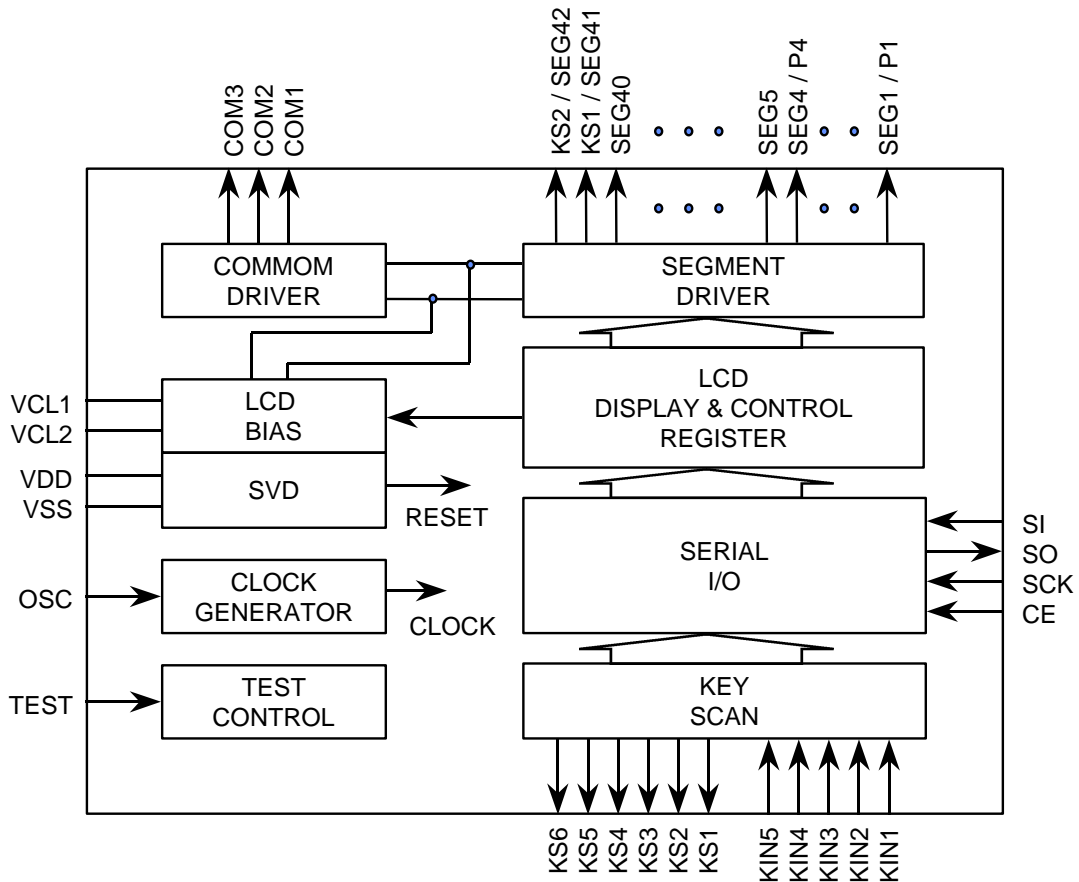 COM3
COM2
COM1
KS2 / SEG42
KS1 / SEG41
SEG40
SEG5
SEG4 / P4
SEG1 / P1
COMMOM
DRIVER
SEGMENT
DRIVER
VCL1
VCL2
LCD
BIAS
LCD
DISPLAY & CONTROL
REGISTER
VDD
VSS
SVD
RESET
SERIAL
I/O
SI
SO
SCK
CE
OSC
CLOCK
GENERATOR
CLOCK
TEST
TEST
CONTROL
KEY
SCAN
KS6
KS5
KS4
KS3
KS2
KS1
KIN5
KIN4
KIN3
KIN2
KIN1